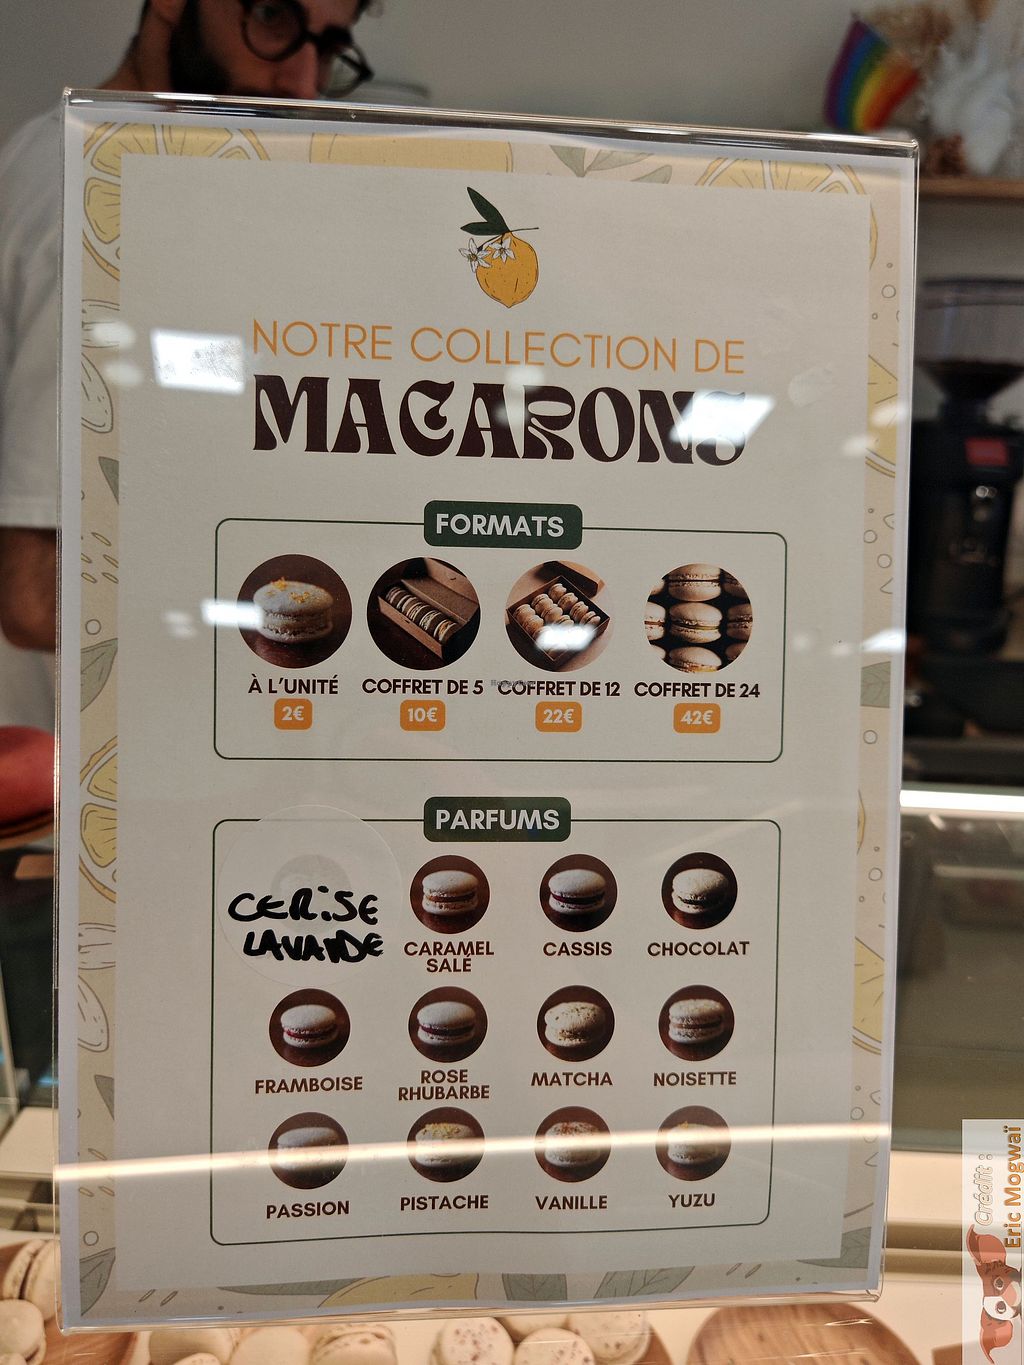 NOTRE COLLECTION DE
MACARONS
FORMATS
À L'UNITÉ
2€
COFFRET DE 5
10€
COFFRET DE 12
22€
COFFRET DE 24
42€
PARFUMS
CERiSE
LAVANDE
CARAMEL
SALÉ
CASSIS
CHOCOLAT
FRAMBOISE
ROSE
RHUBARBE
MATCHA
NOISETTE
PASSION
PISTACHE
VANILLE
YUZU
Crédit :
Eric Mogwaï